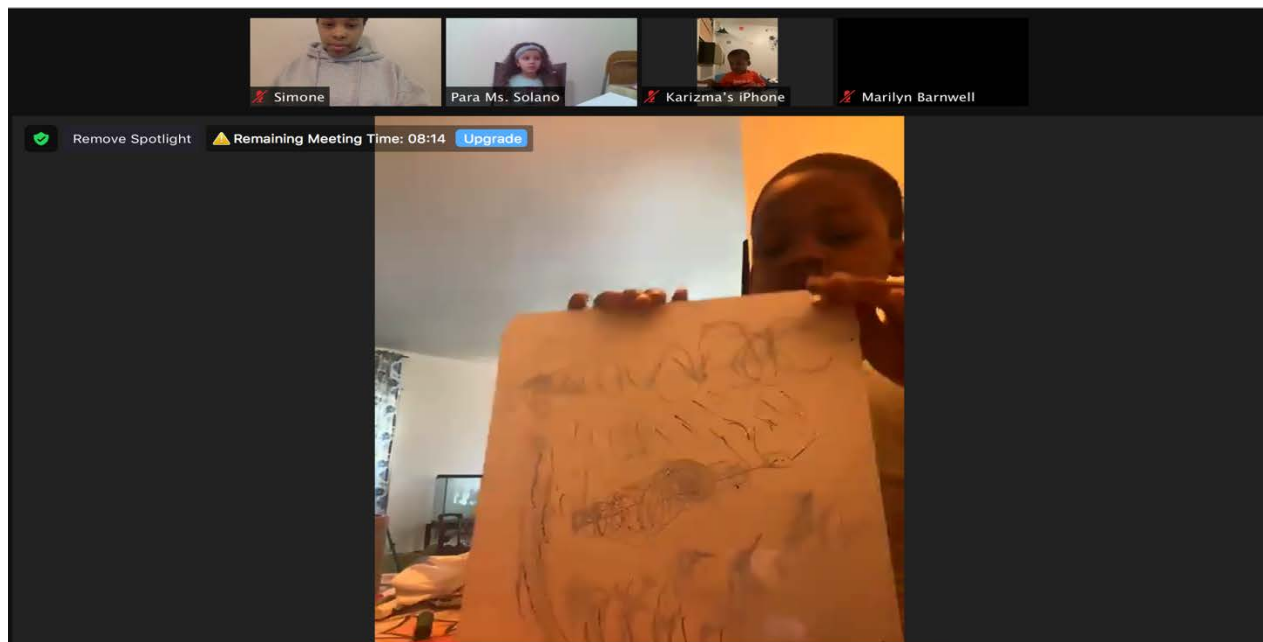 Simone
Para Ms. Solano
Karizma's iPhone
Marilyn Barnwell
Remove Spotlight
Remaining Meeting Time: 08:14
Upgrade